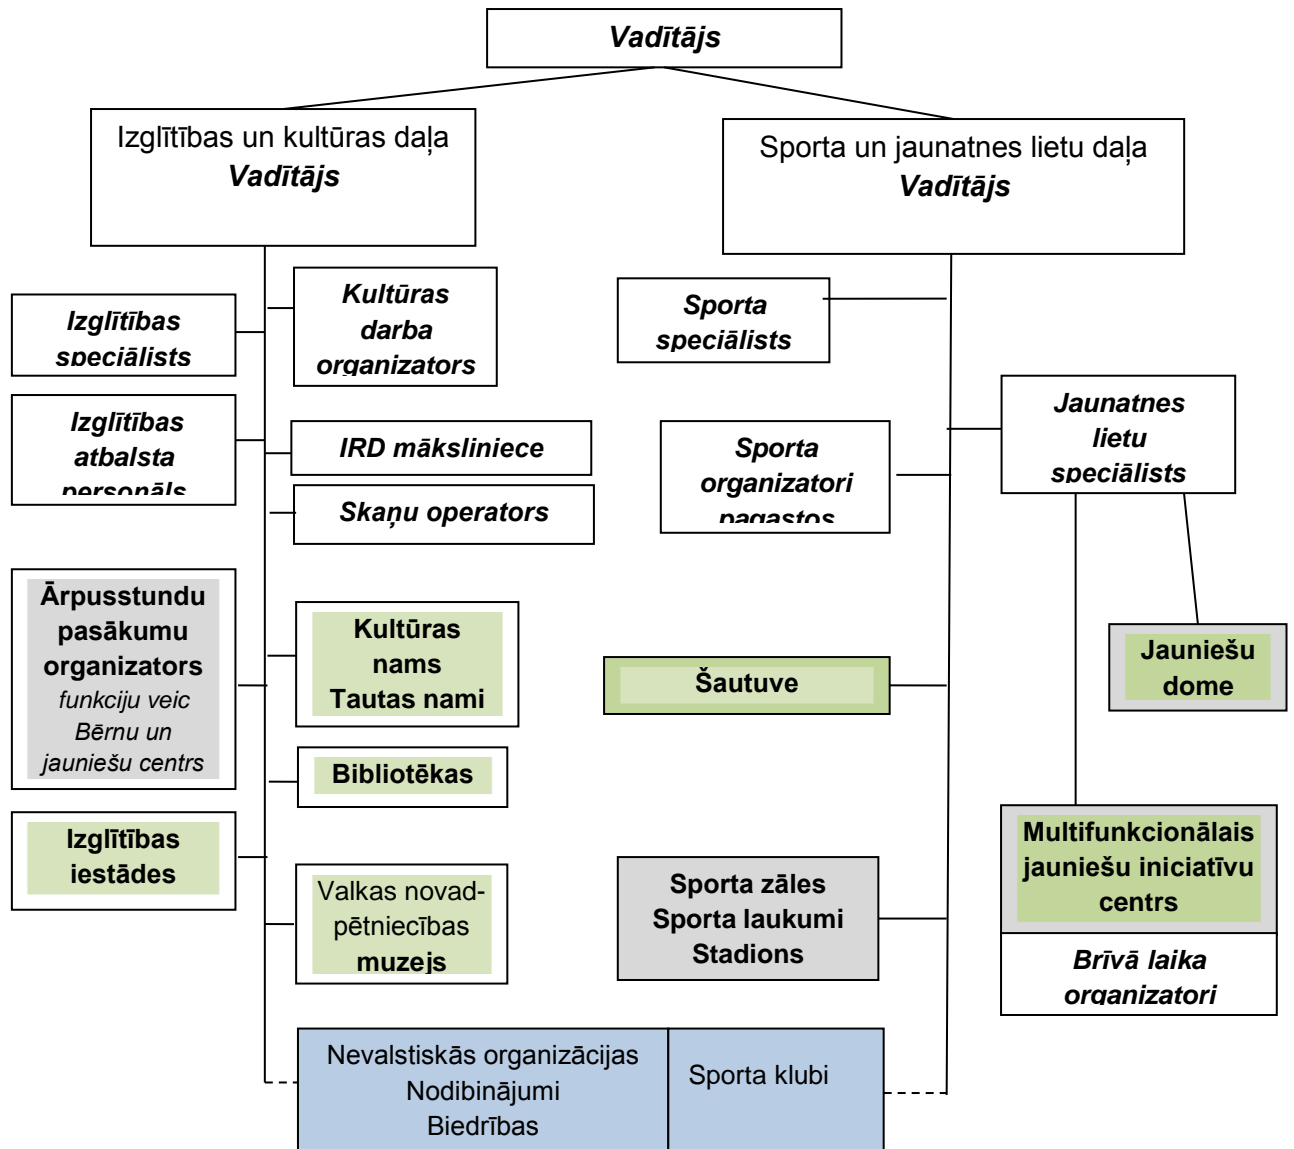 Vadītājs
Izglītības un kultūras daļa
Vadītājs
Sporta un jaunatnes lietu daļa
Vadītājs
Izglītības
speciālists
Kultūras
darba
organizators
Sporta
speciālists
Izglītības
atbalsta
personāls
IRD māksliniece
Skaņu operators
Sporta
organizatori
pagastos
Jaunatnes
lietu
speciālists
Ārpusstundu
pasākumu
organizators
funkciju veic
Bērnu un
jauniešu centrs
Kultūras
nams
Tautas nami
Šautuve
Jauniešu
dome
Bibliotēkas
Izglītības
iestādes
Valkas novad-
pētniecības
muzejs
Sporta zāles
Sporta laukumi
Stadions
Multifunkcionālais
jauniešu iniciatīvu
centrs
Brīvā laika
organizatori
Nevalstiskās organizācijas
Nodibinājumi
Biedrības
Sporta klubi